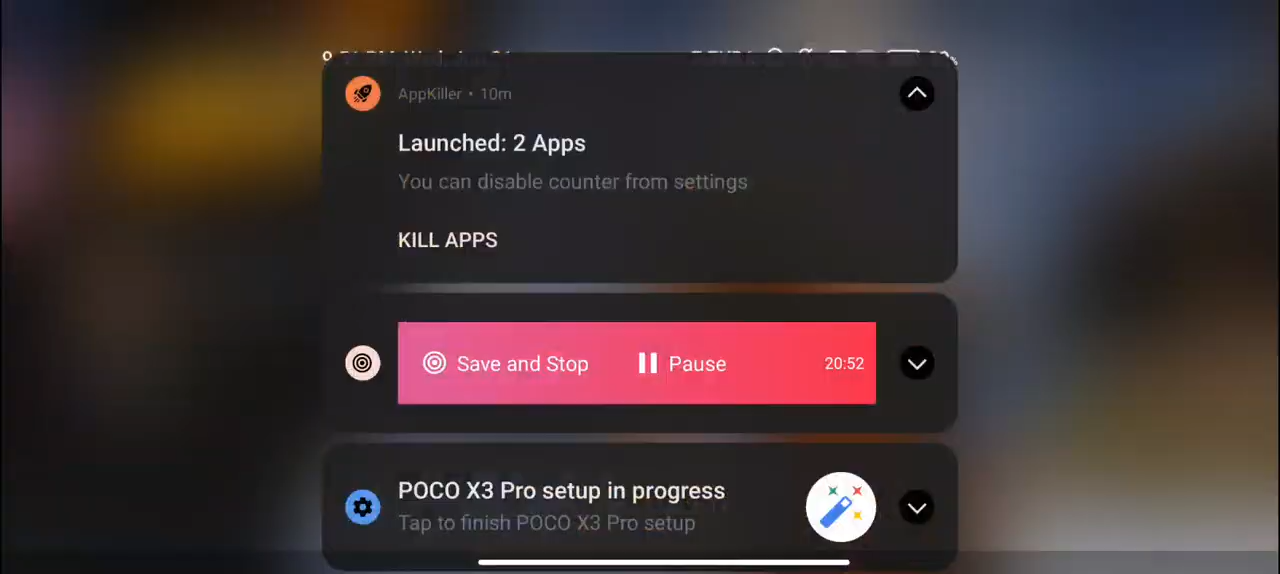 AppKiller • 10m
Launched: 2 Apps
You can disable counter from settings
KILL APPS
Save and Stop Pause 20:52
POCO X3 Pro setup in progress
Tap to finish POCO X3 Pro setup